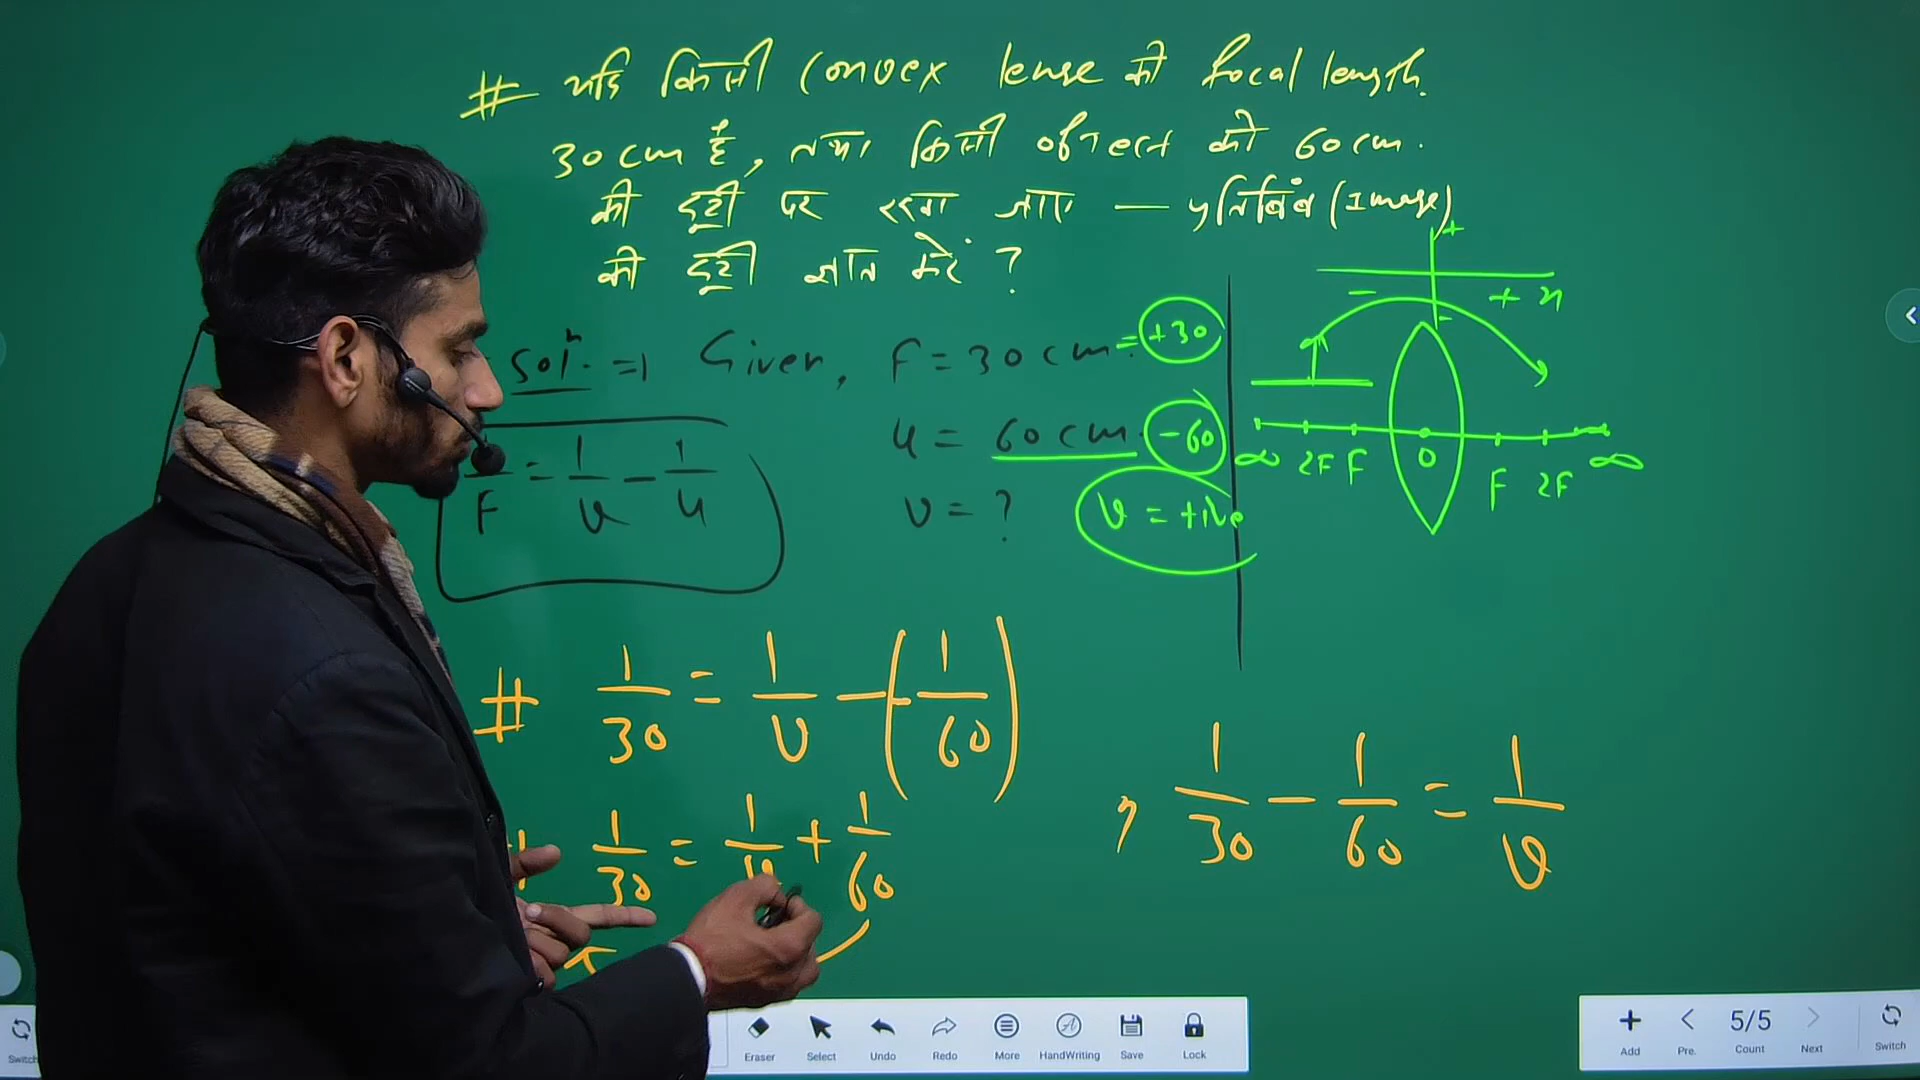 # यदि किसी Convex lense की focal length
30 cm है, तथा किसी object को 60 cm.
की दूरी पर रखा जाए — प्रतिबिंब (Image)
की दूरी ज्ञात करें ?
Solⁿ. ⇒ Given, F = 30 cm. = +30
u = 60 cm. -60
v = ? v = +ive
F = 1/v - 1/u
+
- + x
-
∞ 2F F O F 2F ∞
# 1/30 = 1/v - (-1/60)
1/30 = 1/v + 1/60
⇒ 1/30 - 1/60 = 1/v
Switch
Eraser Select Undo Redo More HandWriting Save Lock
5/5
Add Pre. Count Next Switch